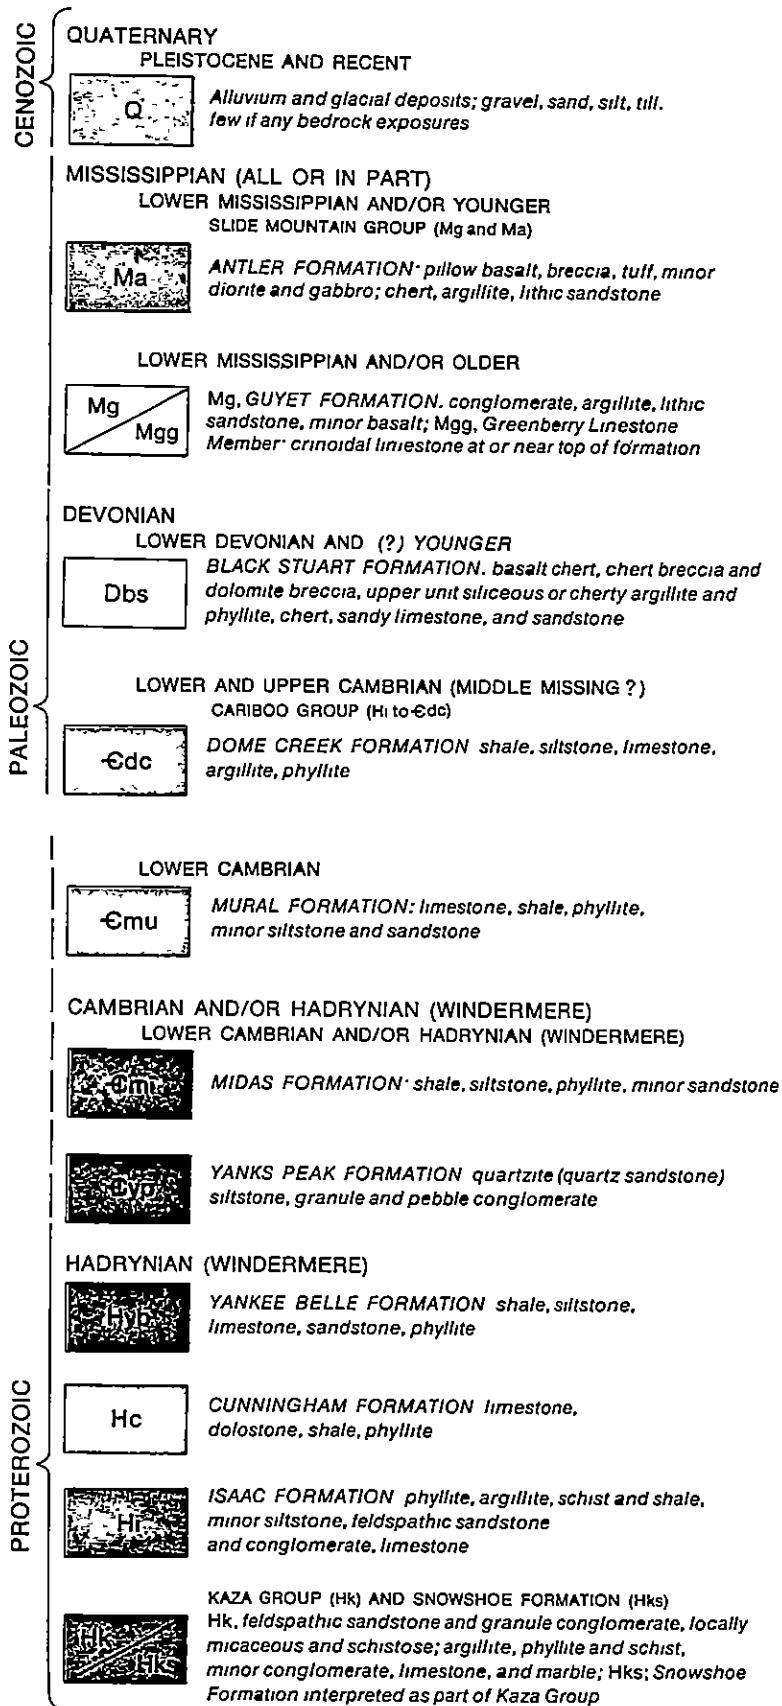 CENOZOIC
QUATERNARY
PLEISTOCENE AND RECENT
Q
Alluvium and glacial deposits; gravel, sand, silt, till.
few if any bedrock exposures
PALEOZOIC
MISSISSIPPIAN (ALL OR IN PART)
LOWER MISSISSIPPIAN AND/OR YOUNGER
SLIDE MOUNTAIN GROUP (Mg and Ma)
Ma
ANTLER FORMATION· pillow basalt, breccia, tuff, minor
diorite and gabbro; chert, argillite, lithic sandstone
LOWER MISSISSIPPIAN AND/OR OLDER
Mg
Mgg
Mg, GUYET FORMATION. conglomerate, argillite, lithic
sandstone, minor basalt; Mgg, Greenberry Linestone
Member· crinoidal limestone at or near top of formation
DEVONIAN
LOWER DEVONIAN AND (?) YOUNGER
Dbs
BLACK STUART FORMATION. basalt chert, chert breccia and
dolomite breccia, upper unit siliceous or cherty argillite and
phyllite, chert, sandy limestone, and sandstone
LOWER AND UPPER CAMBRIAN (MIDDLE MISSING ?)
CARIBOO GROUP (Hi to Єdc)
Єdc
DOME CREEK FORMATION shale, siltstone, limestone,
argillite, phyllite
LOWER CAMBRIAN
Єmu
MURAL FORMATION: limestone, shale, phyllite,
minor siltstone and sandstone
CAMBRIAN AND/OR HADRYNIAN (WINDERMERE)
LOWER CAMBRIAN AND/OR HADRYNIAN (WINDERMERE)
Єmi
MIDAS FORMATION· shale, siltstone, phyllite, minor sandstone
Єyp
YANKS PEAK FORMATION quartzite (quartz sandstone)
siltstone, granule and pebble conglomerate
PROTEROZOIC
HADRYNIAN (WINDERMERE)
Hyb
YANKEE BELLE FORMATION shale, siltstone,
limestone, sandstone, phyllite
Hc
CUNNINGHAM FORMATION limestone,
dolostone, shale, phyllite
Hi
ISAAC FORMATION phyllite, argillite, schist and shale,
minor siltstone, feldspathic sandstone
and conglomerate, limestone
KAZA GROUP (Hk) AND SNOWSHOE FORMATION (Hks)
Hk
Hks
Hk, feldspathic sandstone and granule conglomerate, locally
micaceous and schistose; argillite, phyllite and schist,
minor conglomerate, limestone, and marble; Hks; Snowshoe
Formation interpreted as part of Kaza Group